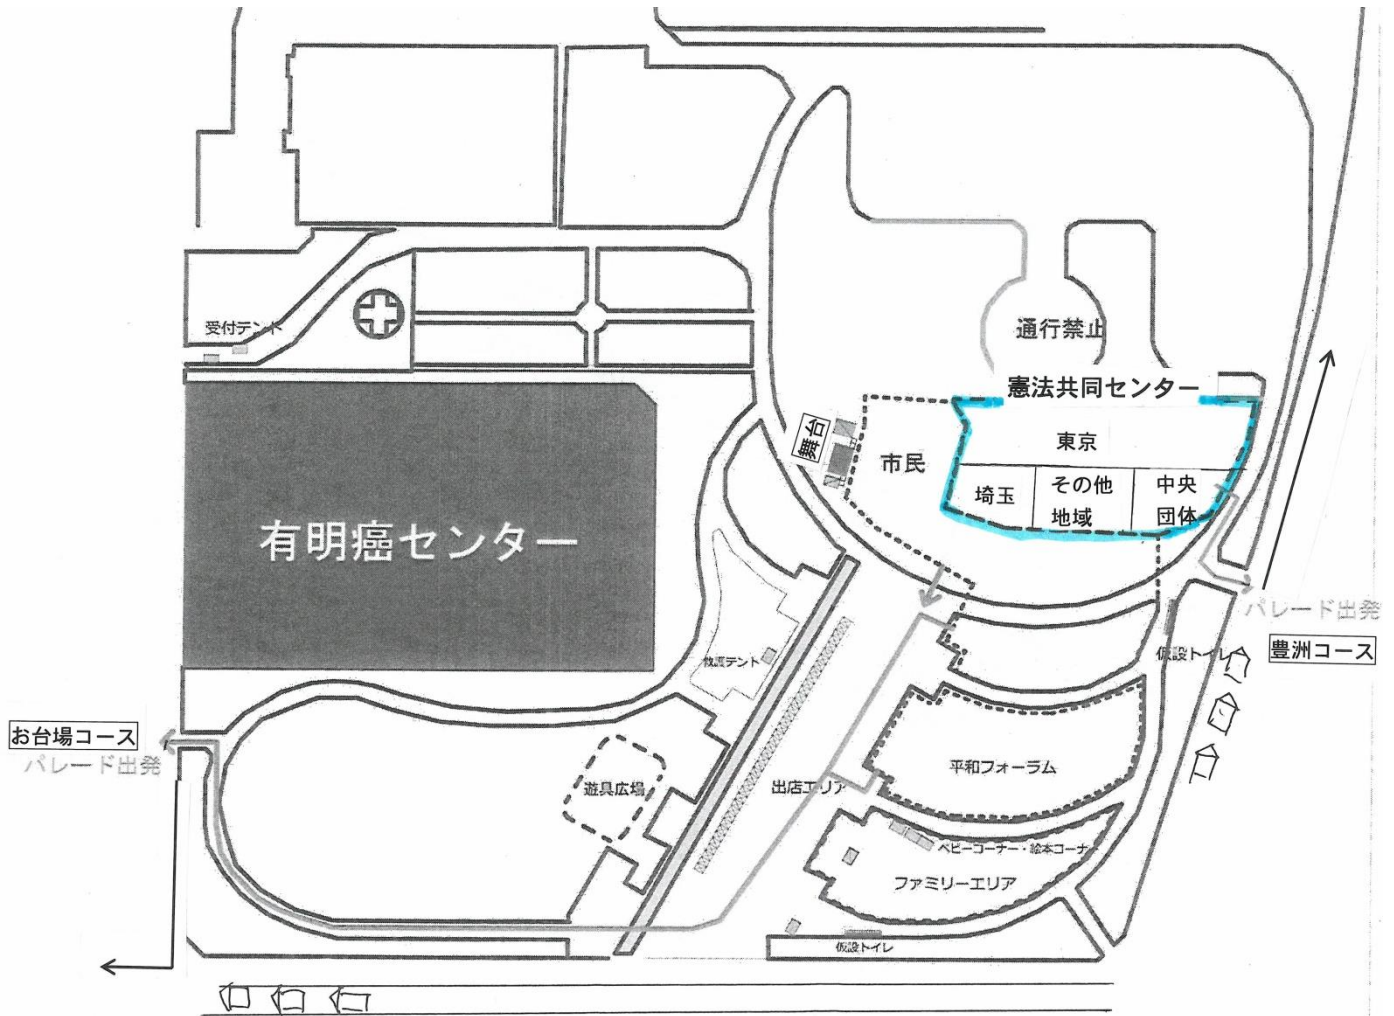 受付テント
通行禁止
憲法共同センター
舞台
市民
東京
埼玉
その他
地域
中央
団体
有明癌センター
パレード出発
豊洲コース
仮設トイレ
救護テント
お台場コース
パレード出発
遊具広場
出店エリア
平和フォーラム
ベビーコーナー・絵本コーナー
ファミリーエリア
仮設トイレ